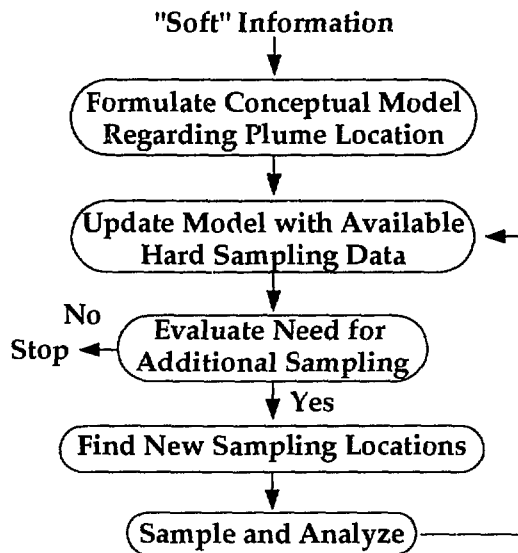 "Soft" Information
Formulate Conceptual Model
Regarding Plume Location
Update Model with Available
Hard Sampling Data
No
Stop
Evaluate Need for
Additional Sampling
Yes
Find New Sampling Locations
Sample and Analyze